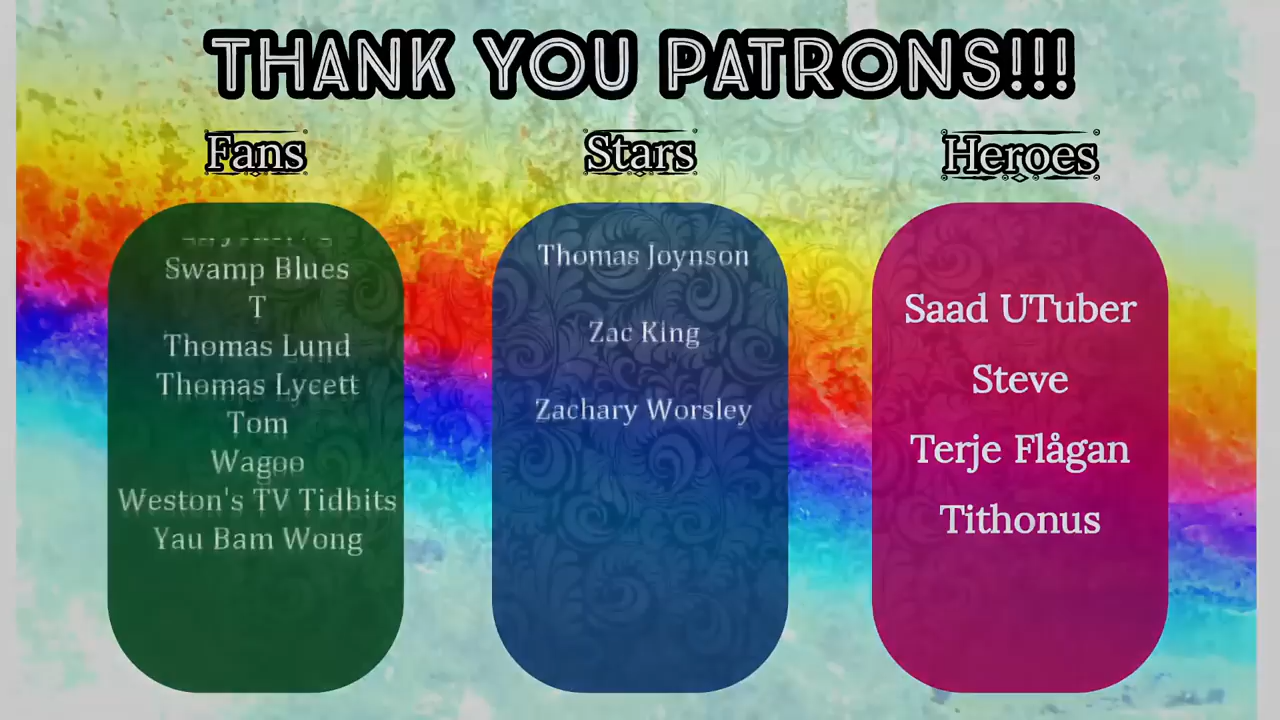 THANK YOU PATRONS!!!
Fans
Swamp Blues
T
Thomas Lund
Thomas Lycett
Tom
Wagoo
Weston's TV Tidbits
Yau Bam Wong
Stars
Thomas Joynson
Zac King
Zachary Worsley
Heroes
Saad UTuber
Steve
Terje Flågan
Tithonus